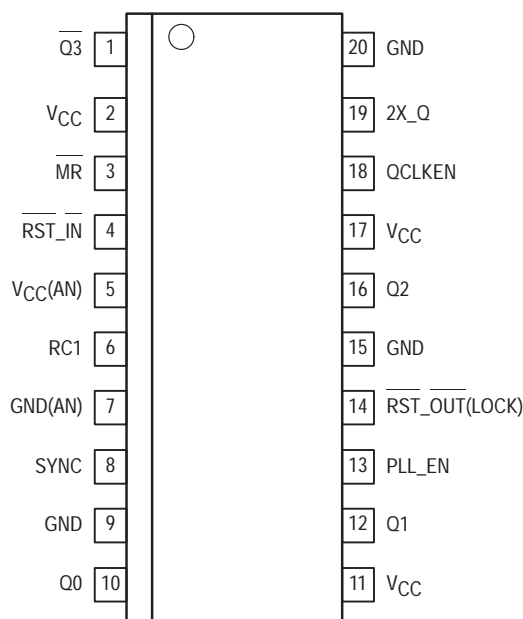 Q3 1 20 GND
VCC 2 19 2X_Q
MR 3 18 QCLKEN
RST_IN 4 17 VCC
VCC(AN) 5 16 Q2
RC1 6 15 GND
GND(AN) 7 14 RST_OUT(LOCK)
SYNC 8 13 PLL_EN
GND 9 12 Q1
Q0 10 11 VCC